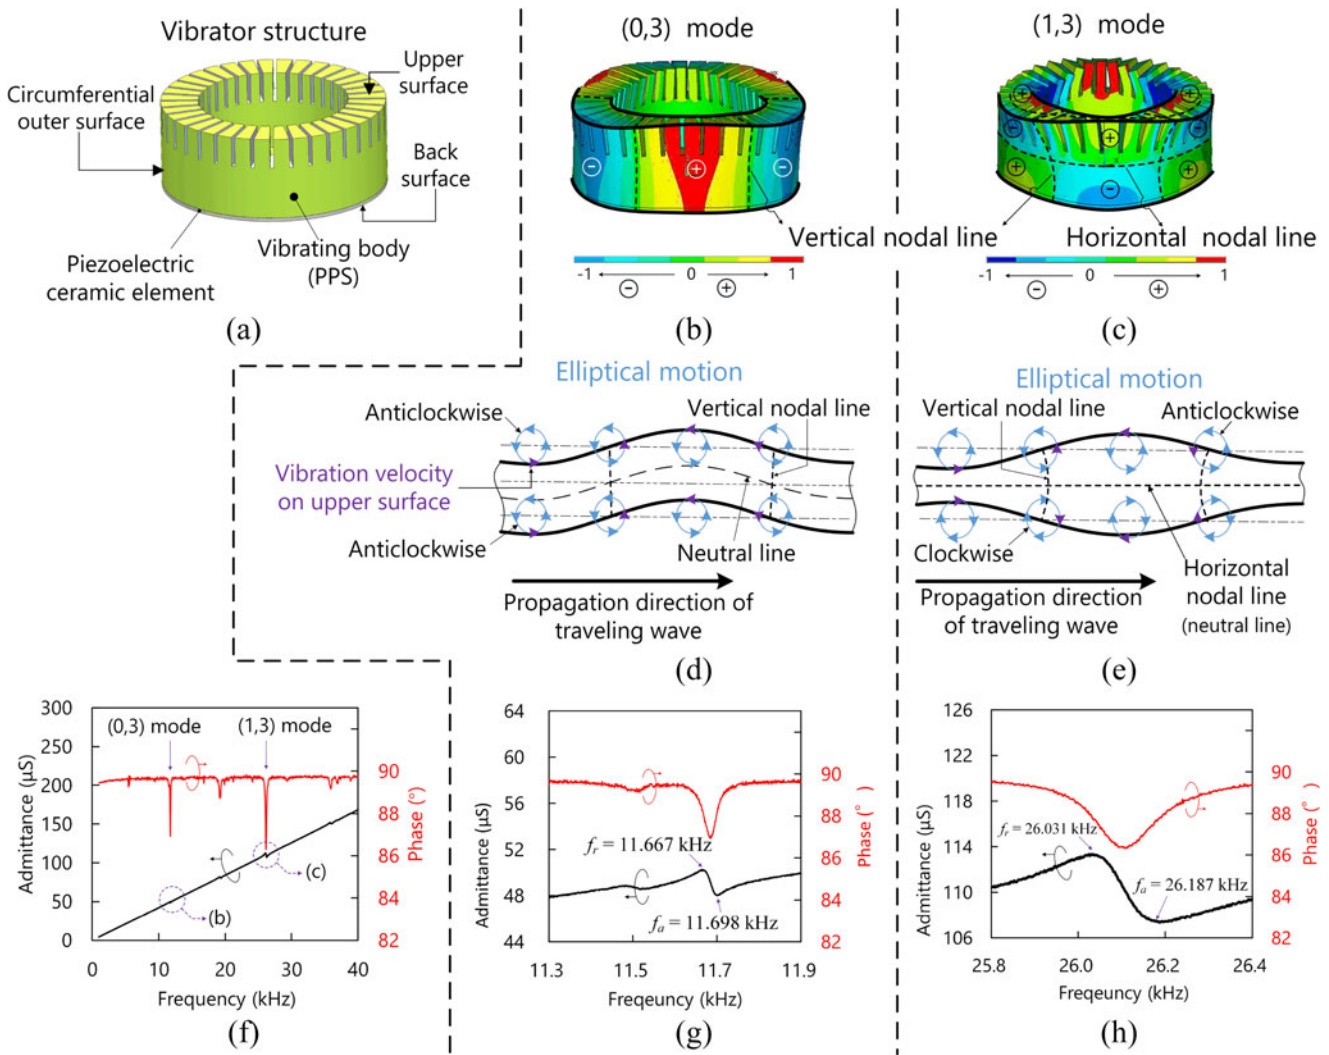 Vibrator structure
Upper
surface
Circumferential
outer surface
Back
surface
Vibrating body
(PPS)
Piezoelectric
ceramic element
(a)
(0,3) mode
-
+
-
Vertical nodal line
-1
0
1
-
+
(b)
(1,3) mode
+
+
-
+
-
+
-
+
Horizontal nodal line
-1
0
1
-
+
(c)
Elliptical motion
Anticlockwise
Vertical nodal line
Vibration velocity
on upper surface
Anticlockwise
Neutral line
Propagation direction of
traveling wave
(d)
Elliptical motion
Vertical nodal line
Anticlockwise
Clockwise
Horizontal
nodal line
(neutral line)
Propagation direction
of traveling wave
(e)
300
250
200
150
100
50
0
Admittance (μS)
(0,3) mode
(1,3) mode
(b)
(c)
90
88
86
84
82
Phase (°)
0
10
20
30
40
Frequency (kHz)
(f)
64
60
56
52
48
44
Admittance (μS)
fr = 11.667 kHz
fa = 11.698 kHz
90
88
86
84
82
Phase (°)
11.3
11.5
11.7
11.9
Freqeuncy (kHz)
(g)
126
122
118
114
110
106
Admittance (μS)
fr = 26.031 kHz
fa = 26.187 kHz
90
88
86
84
82
Phase (°)
25.8
26.0
26.2
26.4
Freqeuncy (kHz)
(h)